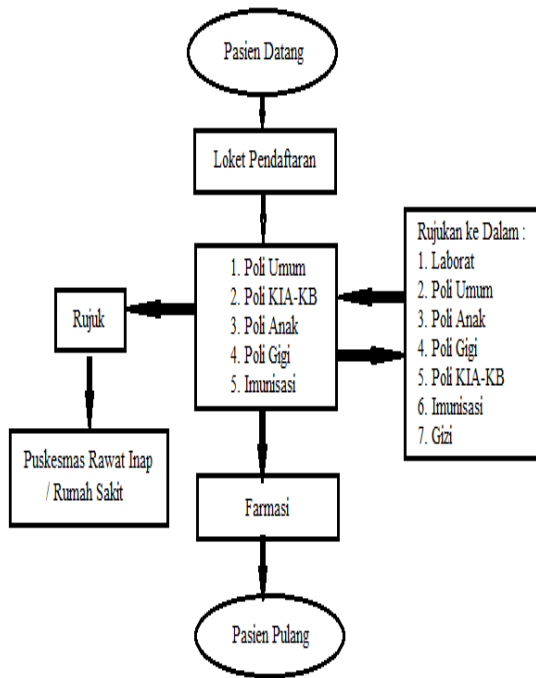 Pasien Datang
Loket Pendaftaran
1. Poli Umum
2. Poli KIA-KB
3. Poli Anak
4. Poli Gigi
5. Imunisasi
Rujukan ke Dalam :
1. Laborat
2. Poli Umum
3. Poli Anak
4. Poli Gigi
5. Poli KIA-KB
6. Imunisasi
7. Gizi
Rujuk
Puskesmas Rawat Inap
/ Rumah Sakit
Farmasi
Pasien Pulang